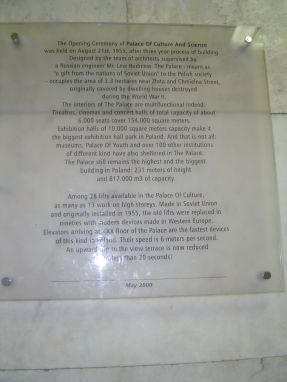 The Opening Ceremony of Palace Of Culture And Science
was held on August 21st, 1955, after three year process of building.
Designed by the team of architects supervised by
a Russian engineer Mr. Lew Rudniew. The Palace - meant as
"a gift from the nations of Soviet Union" to the Polish society
- occupies the area of 3.3 hectares near Złota and Chmielna Street,
originally covered by dwelling houses destroyed
during the World War II.
The interiors of The Palace are multifunctional indeed.
Theatres, cinemas and concert halls of total capacity of about
6.000 seats cover 154.000 square meters.
Exhibition halls of 10.000 square meters capacity make it
the biggest exhibition hall park in Poland. And that is not all:
museums, Palace Of Youth and over 100 other institutions
of different kind have also sheltered in The Palace.
The Palace still remains the highest and the biggest
building in Poland: 231 meters of height
and 817.000 m3 of capacity.
Among 28 lifts available in the Palace Of Culture,
as many as 13 work on high storeys. Made in Soviet Union
and originally installed in 1955, the old lifts were replaced in
nineties with modern devices made in Western Europe.
Elevators arriving at XXX floor of the Palace are the fastest devices
of this kind in Poland. Their speed is 6 meters per second.
An upward trip to the view terrace is now reduced
less than 20 seconds!
May 2000